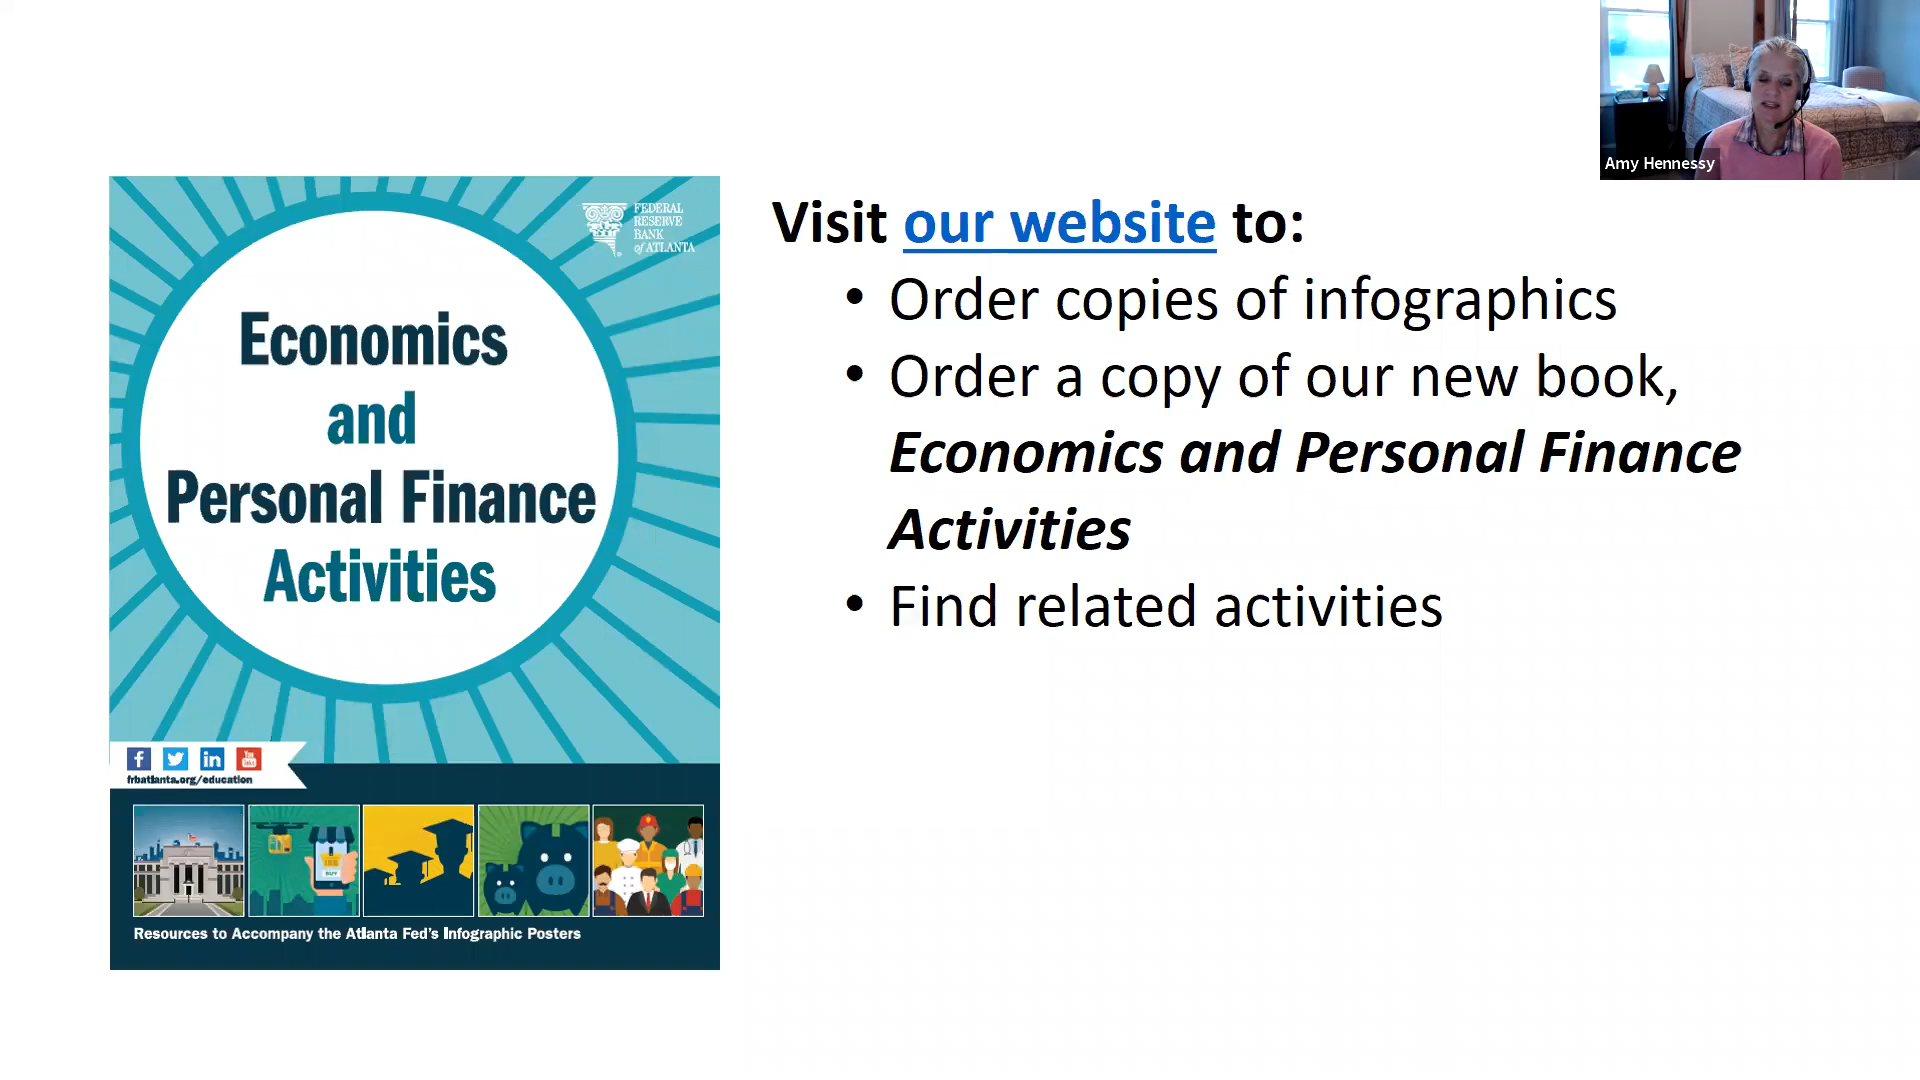 Amy Hennessy
FEDERAL
RESERVE
BANK
of ATLANTA
Economics
and
Personal Finance
Activities
frbatlanta.org/education
BUY
Resources to Accompany the Atlanta Fed's Infographic Posters
Visit our website to:
• Order copies of infographics
• Order a copy of our new book,
Economics and Personal Finance
Activities
• Find related activities